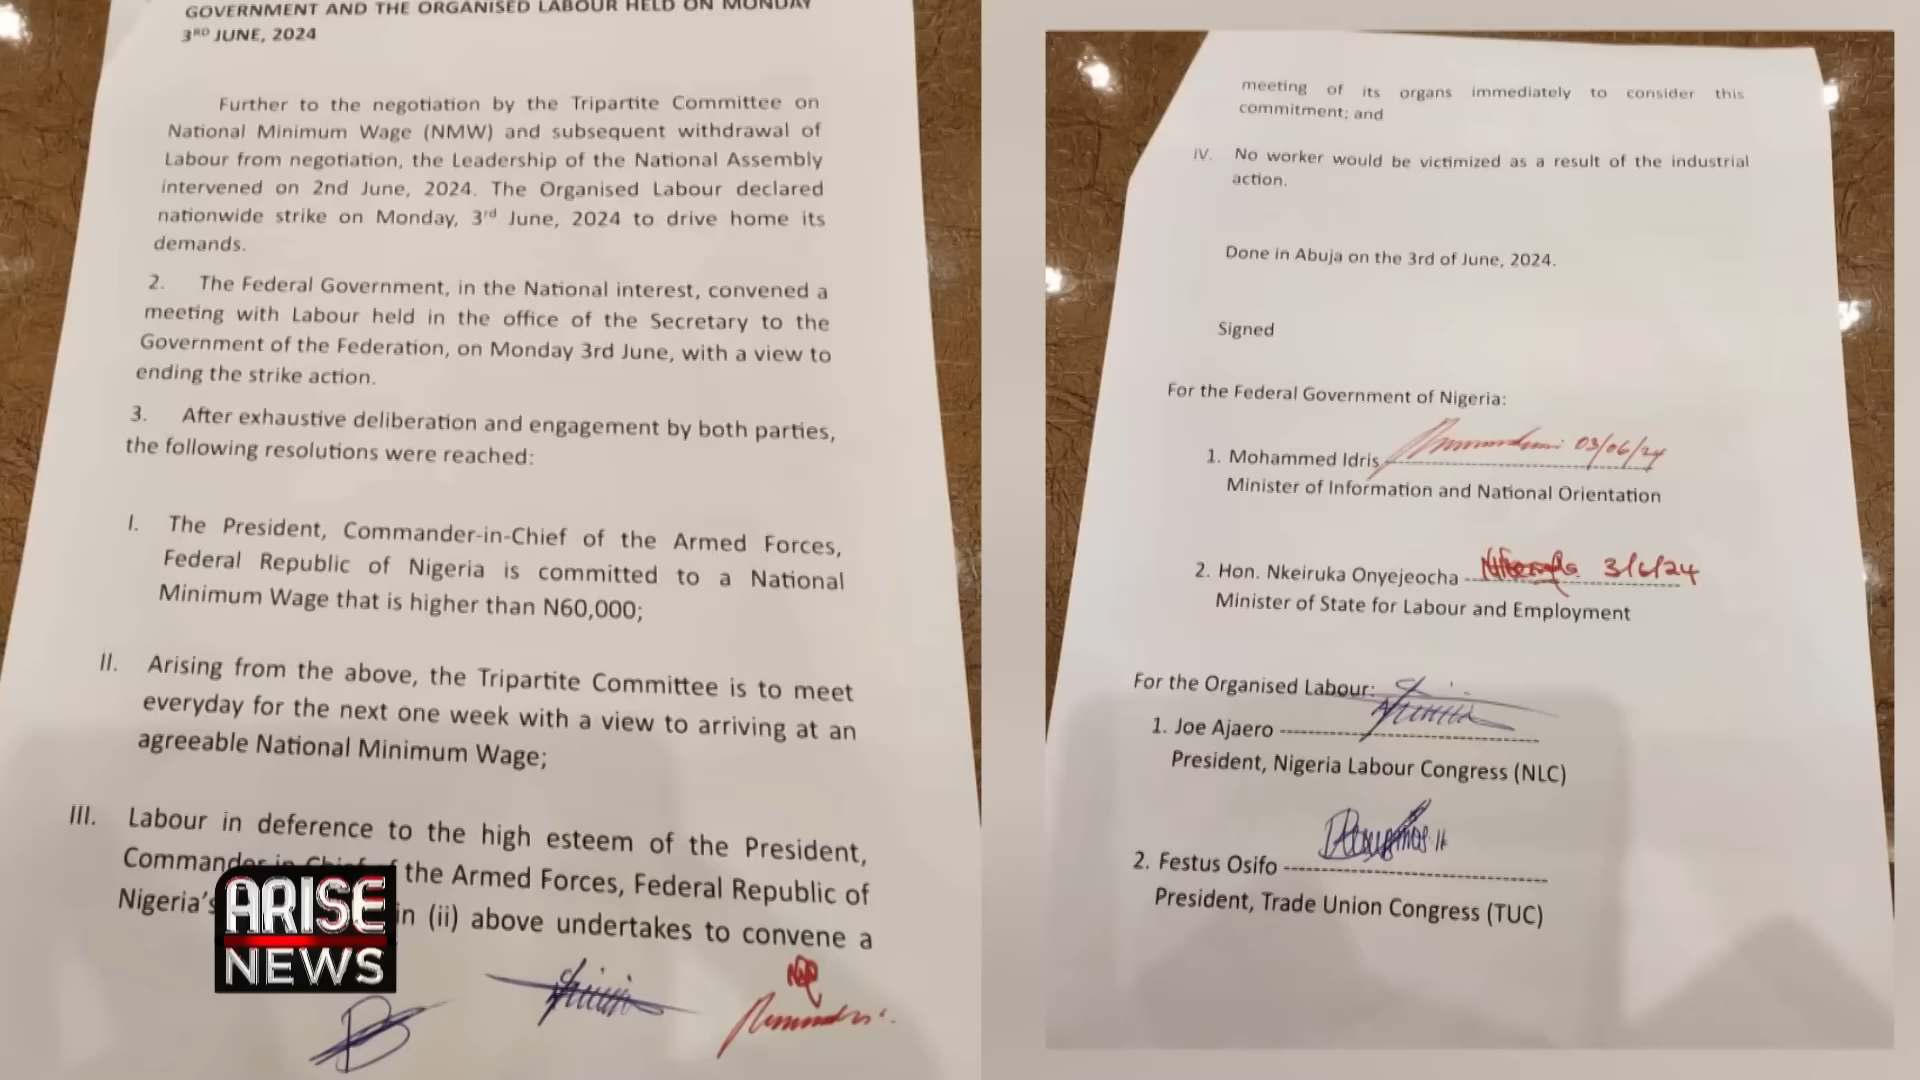 GOVERNMENT AND THE ORGANISED LABOUR HELD ON MONDAY
3RD JUNE, 2024
Further to the negotiation by the Tripartite Committee on
National Minimum Wage (NMW) and subsequent withdrawal of
Labour from negotiation, the Leadership of the National Assembly
intervened on 2nd June, 2024. The Organised Labour declared
nationwide strike on Monday, 3rd June, 2024 to drive home its
demands.
2. The Federal Government, in the National interest, convened a
meeting with Labour held in the office of the Secretary to the
Government of the Federation, on Monday 3rd June, with a view to
ending the strike action.
3. After exhaustive deliberation and engagement by both parties,
the following resolutions were reached:
I. The President, Commander-in-Chief of the Armed Forces,
Federal Republic of Nigeria is committed to a National
Minimum Wage that is higher than N60,000;
II. Arising from the above, the Tripartite Committee is to meet
everyday for the next one week with a view to arriving at an
agreeable National Minimum Wage;
III. Labour in deference to the high esteem of the President,
Commander-in-Chief of the Armed Forces, Federal Republic of
Nigeria's in (ii) above undertakes to convene a
ARISE
NEWS
meeting of its organs immediately to consider this
commitment; and
IV. No worker would be victimized as a result of the industrial
action.
Done in Abuja on the 3rd of June, 2024.
Signed
For the Federal Government of Nigeria:
1. Mohammed Idris 03/06/24
Minister of Information and National Orientation
2. Hon. Nkeiruka Onyejeocha 3/6/24
Minister of State for Labour and Employment
For the Organised Labour:
1. Joe Ajaero
President, Nigeria Labour Congress (NLC)
2. Festus Osifo
President, Trade Union Congress (TUC)